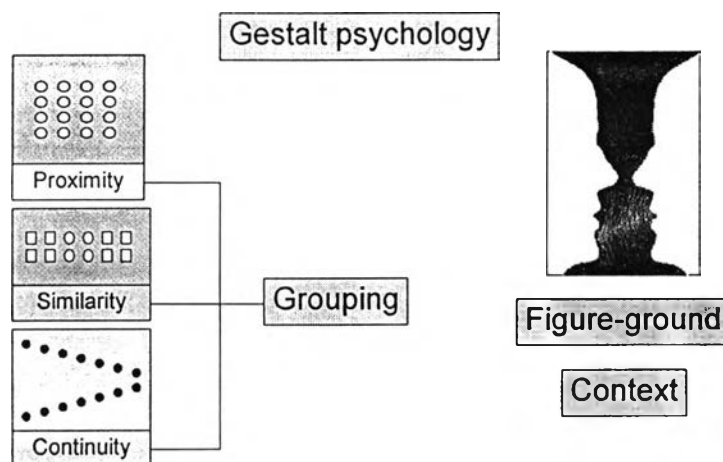 Gestalt psychology
Proximity
Similarity
Continuity
Grouping
Figure-ground
Context